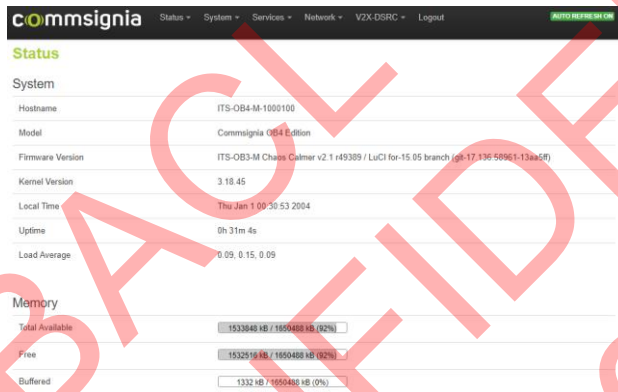 commsignia Status System Services Network V2X-DSRC Logout AUTO REFRESH ON
Status
System
Hostname ITS-OB4-M-1000100
Model Commsignia OB4 Edition
Firmware Version ITS-OB3-M Chaos Calmer v2.1 r49389 / LuCI for-15.05 branch (git-17.136.58961-13aa5ff)
Kernel Version 3.18.45
Local Time Thu Jan 1 00:30:53 2004
Uptime 0h 31m 4s
Load Average 0.09, 0.15, 0.09
Memory
Total Available 1533848 kB / 1650488 kB (92%)
Free 1532516 kB / 1650488 kB (92%)
Buffered 1332 kB / 1650488 kB (0%)